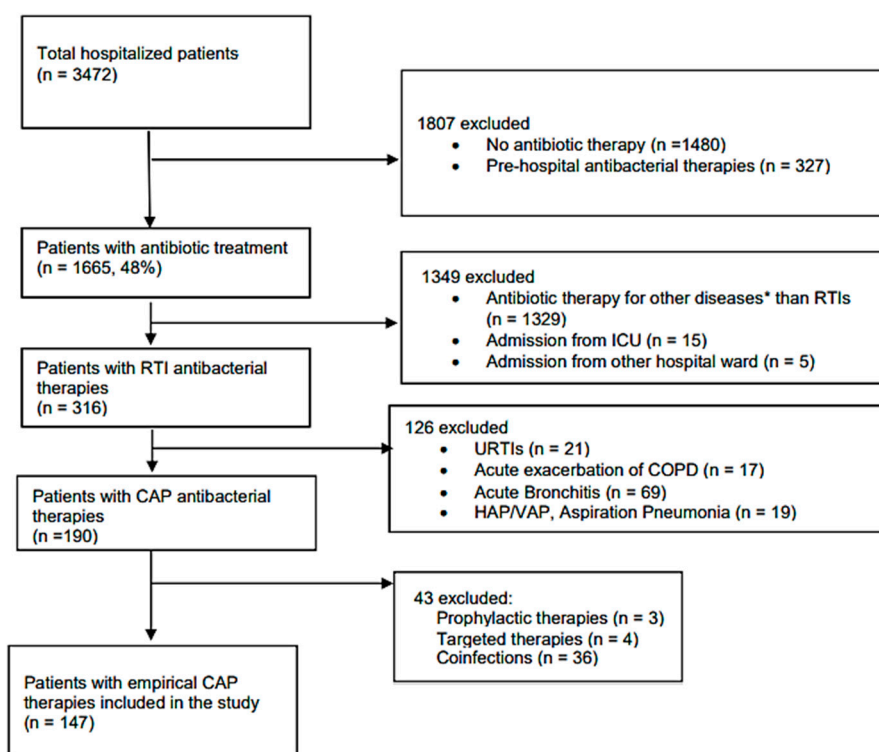 Total hospitalized patients
(n = 3472)
1807 excluded
• No antibiotic therapy (n =1480)
• Pre-hospital antibacterial therapies (n = 327)
Patients with antibiotic treatment
(n = 1665, 48%)
1349 excluded
• Antibiotic therapy for other diseases* than RTIs
(n = 1329)
• Admission from ICU (n = 15)
• Admission from other hospital ward (n = 5)
Patients with RTI antibacterial
therapies
(n = 316)
126 excluded
• URTIs (n = 21)
• Acute exacerbation of COPD (n = 17)
• Acute Bronchitis (n = 69)
• HAP/VAP, Aspiration Pneumonia (n = 19)
Patients with CAP antibacterial
therapies
(n =190)
43 excluded:
Prophylactic therapies (n = 3)
Targeted therapies (n = 4)
Coinfections (n = 36)
Patients with empirical CAP
therapies included in the study
(n = 147)